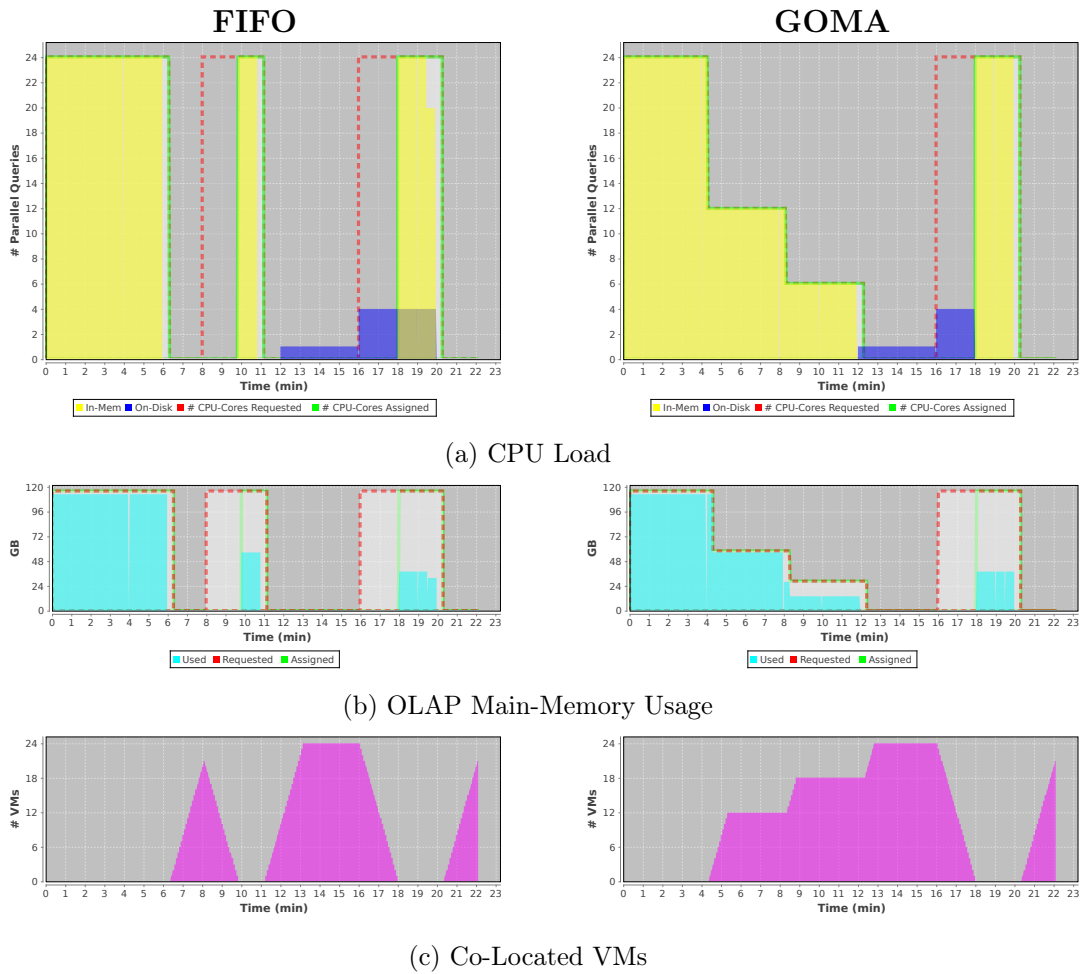 FIFO
GOMA
# Parallel Queries
24
22
20
18
16
14
12
10
8
6
4
2
0
0 1 2 3 4 5 6 7 8 9 10 11 12 13 14 15 16 17 18 19 20 21 22 23
Time (min)
In-Mem On-Disk # CPU-Cores Requested # CPU-Cores Assigned
# Parallel Queries
24
22
20
18
16
14
12
10
8
6
4
2
0
0 1 2 3 4 5 6 7 8 9 10 11 12 13 14 15 16 17 18 19 20 21 22 23
Time (min)
In-Mem On-Disk # CPU-Cores Requested # CPU-Cores Assigned
(a) CPU Load
GB
120
96
72
48
24
0
0 1 2 3 4 5 6 7 8 9 10 11 12 13 14 15 16 17 18 19 20 21 22 23
Time (min)
Used Requested Assigned
GB
120
96
72
48
24
0
0 1 2 3 4 5 6 7 8 9 10 11 12 13 14 15 16 17 18 19 20 21 22 23
Time (min)
Used Requested Assigned
(b) OLAP Main-Memory Usage
# VMs
24
18
12
6
0
0 1 2 3 4 5 6 7 8 9 10 11 12 13 14 15 16 17 18 19 20 21 22 23
Time (min)
# VMs
24
18
12
6
0
0 1 2 3 4 5 6 7 8 9 10 11 12 13 14 15 16 17 18 19 20 21 22 23
Time (min)
(c) Co-Located VMs